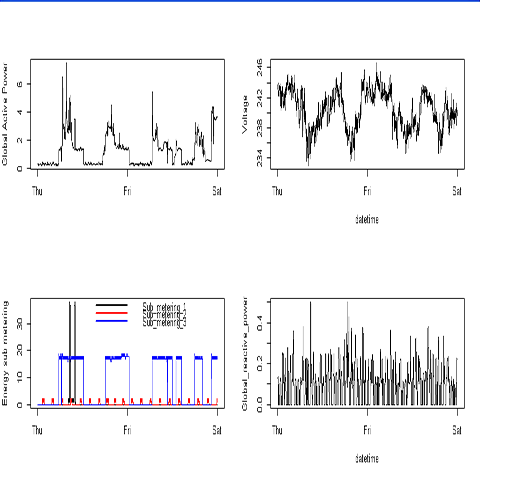 Global Active Power
0 2 4 6
Thu Fri Sat
Voltage
234 238 242 246
Thu Fri Sat
datetime
Energy sub metering
0 10 20 30
Sub_metering_1
Sub_metering_2
Sub_metering_3
Thu Fri Sat
Global_reactive_power
0.0 0.2 0.4
Thu Fri Sat
datetime